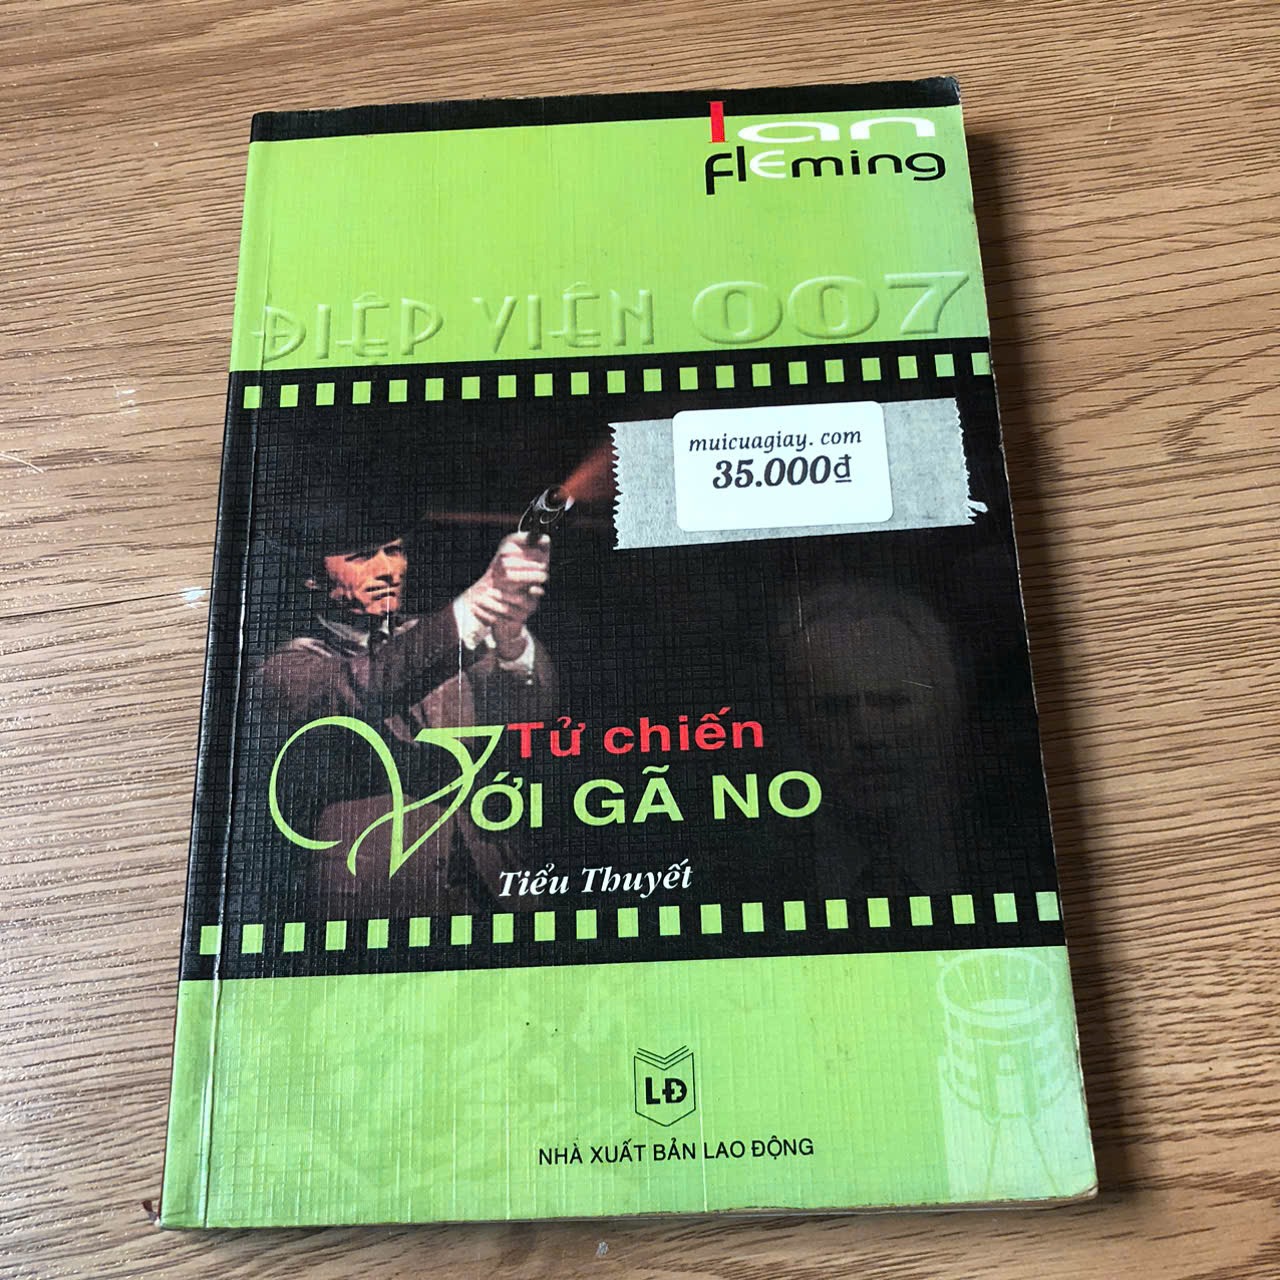 Ian
flEming
ĐIỆP VIÊN 007
muicuagiay. com
35.000₫
Tử chiến
VỚI GÃ NO
Tiểu Thuyết
LĐ
NHÀ XUẤT BẢN LAO ĐỘNG